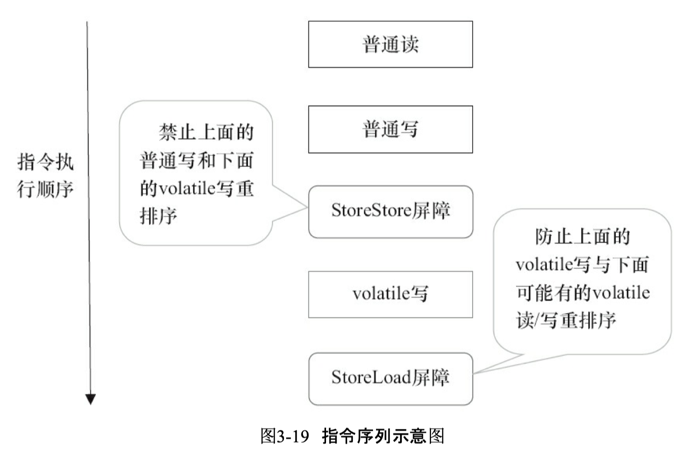 普通读
普通写
指令执
行顺序
禁止上面的
普通写和下面
的volatile写重
排序
StoreStore屏障
volatile写
防止上面的
volatile写与下面
可能有的volatile
读/写重排序
StoreLoad屏障
图3-19 指令序列示意图